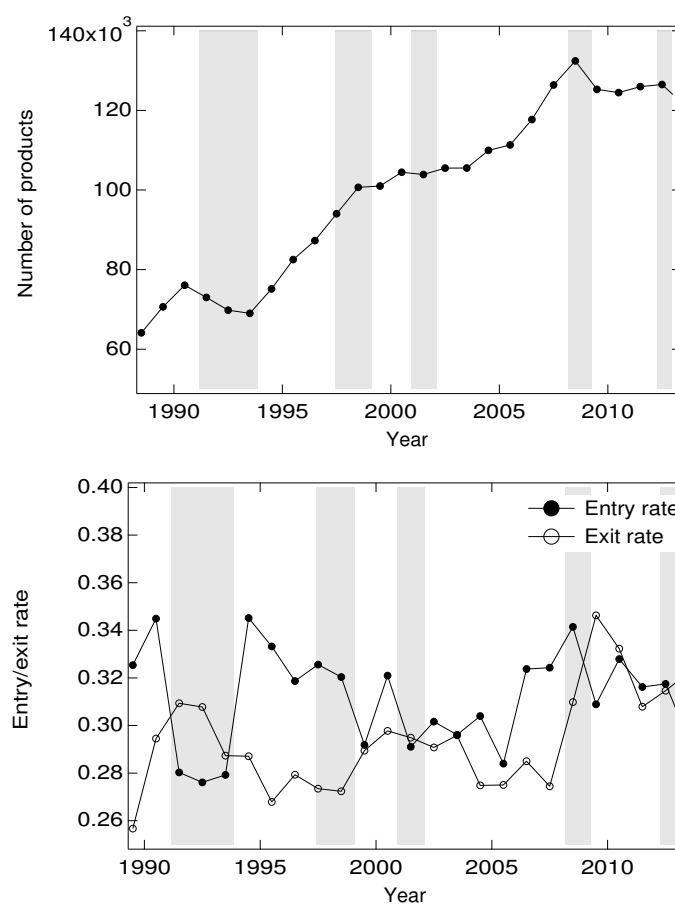 140x10³
120
100
80
60
Number of products
1990 1995 2000 2005 2010
Year
0.40
0.38
0.36
0.34
0.32
0.30
0.28
0.26
Entry/exit rate
Entry rate
Exit rate
1990 1995 2000 2005 2010
Year